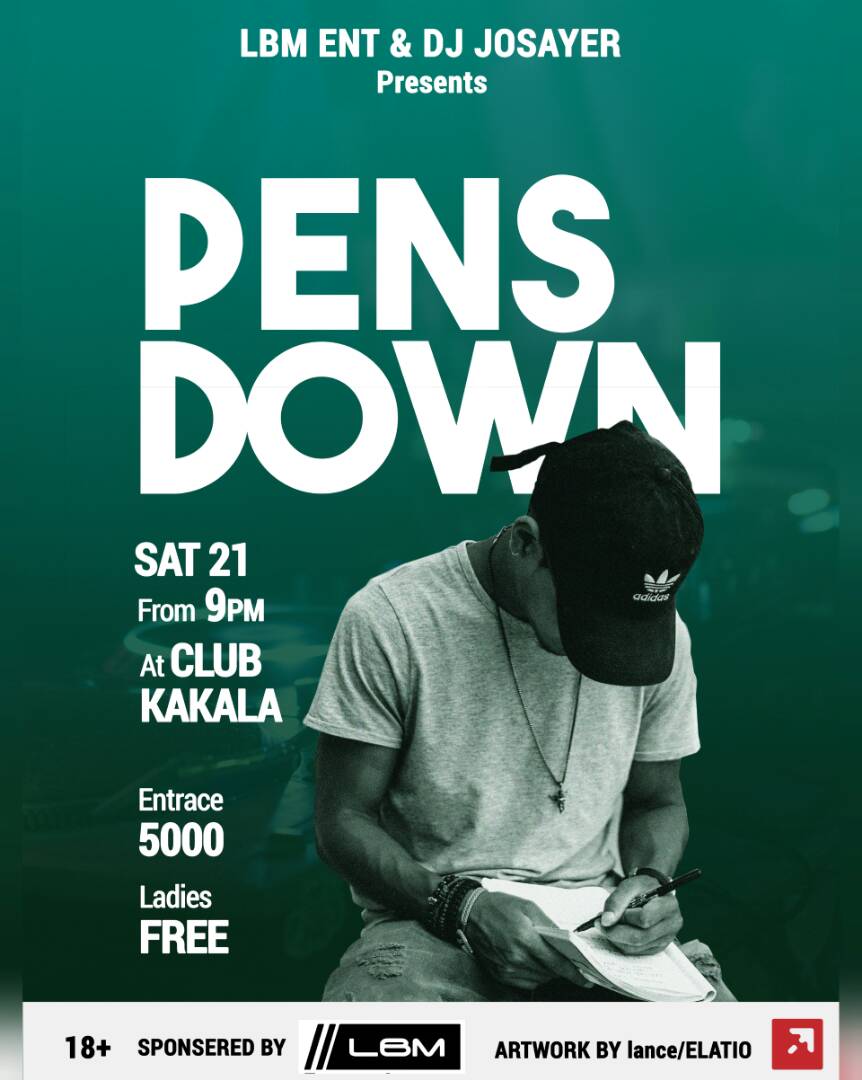 LBM ENT & DJ JOSAYER
Presents
PENS
DOWN
adidas
SAT 21
From 9PM
At CLUB
KAKALA
Entrace
5000
Ladies
FREE
18+ SPONSERED BY LBM ARTWORK BY lance/ELATIO